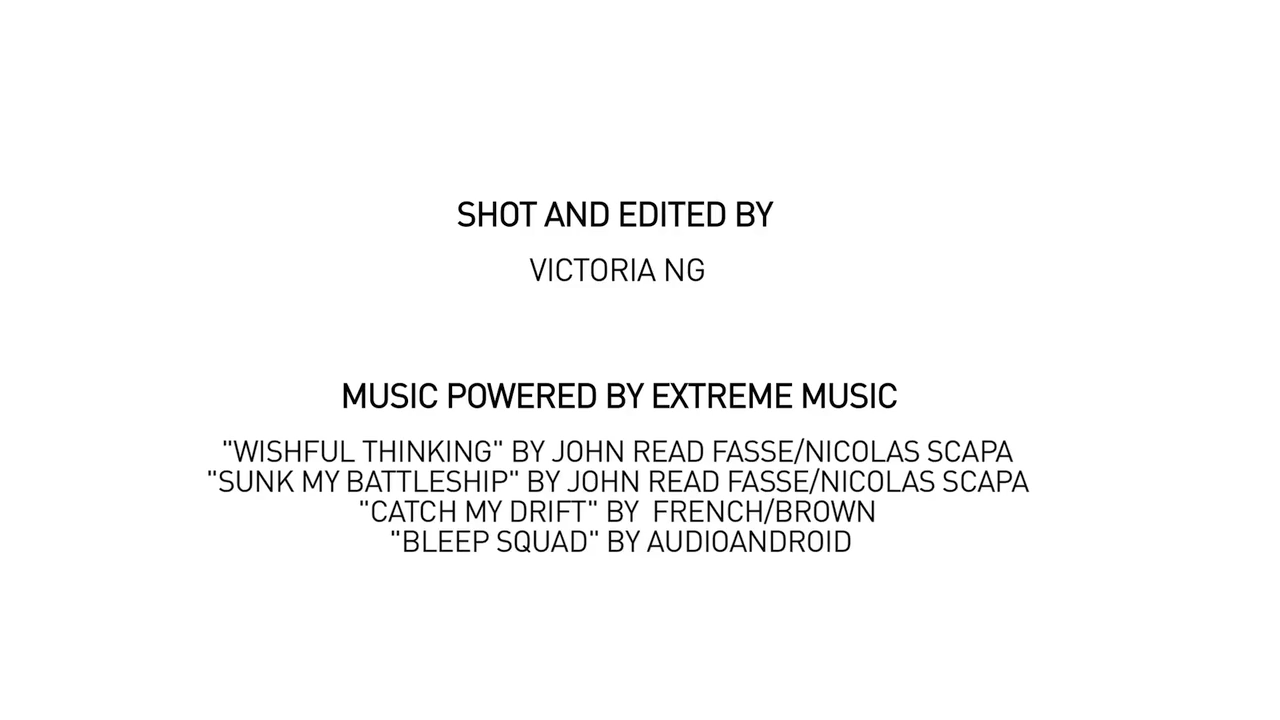 SHOT AND EDITED BY
VICTORIA NG
MUSIC POWERED BY EXTREME MUSIC
"WISHFUL THINKING" BY JOHN READ FASSE/NICOLAS SCAPA
"SUNK MY BATTLESHIP" BY JOHN READ FASSE/NICOLAS SCAPA
"CATCH MY DRIFT" BY  FRENCH/BROWN
"BLEEP SQUAD" BY AUDIOANDROID